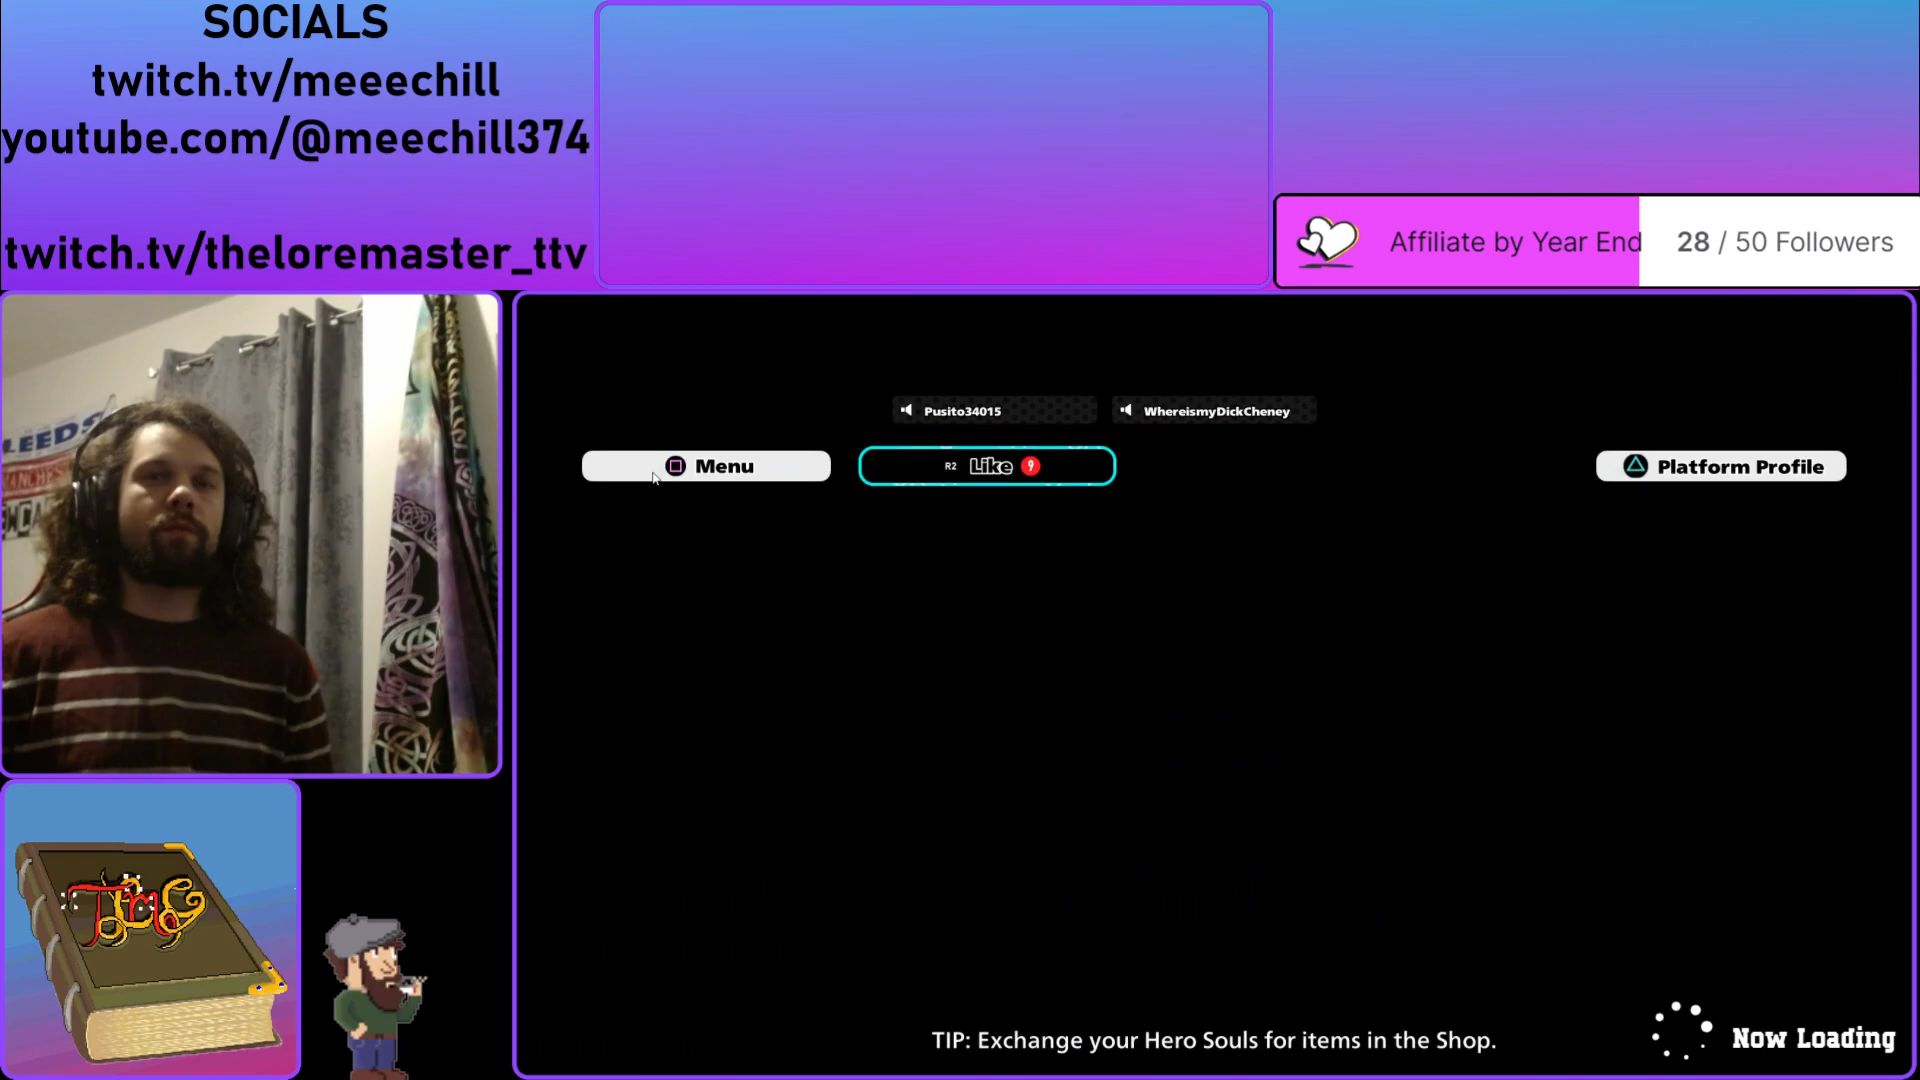 SOCIALS
twitch.tv/meeechill
youtube.com/@meechill374
twitch.tv/theloremaster_ttv
Affiliate by Year End 28 / 50 Followers
LEEDS
Pusito34015 WhereismyDickCheney
Menu R2 Like 9 Platform Profile
TIP: Exchange your Hero Souls for items in the Shop.
Now Loading